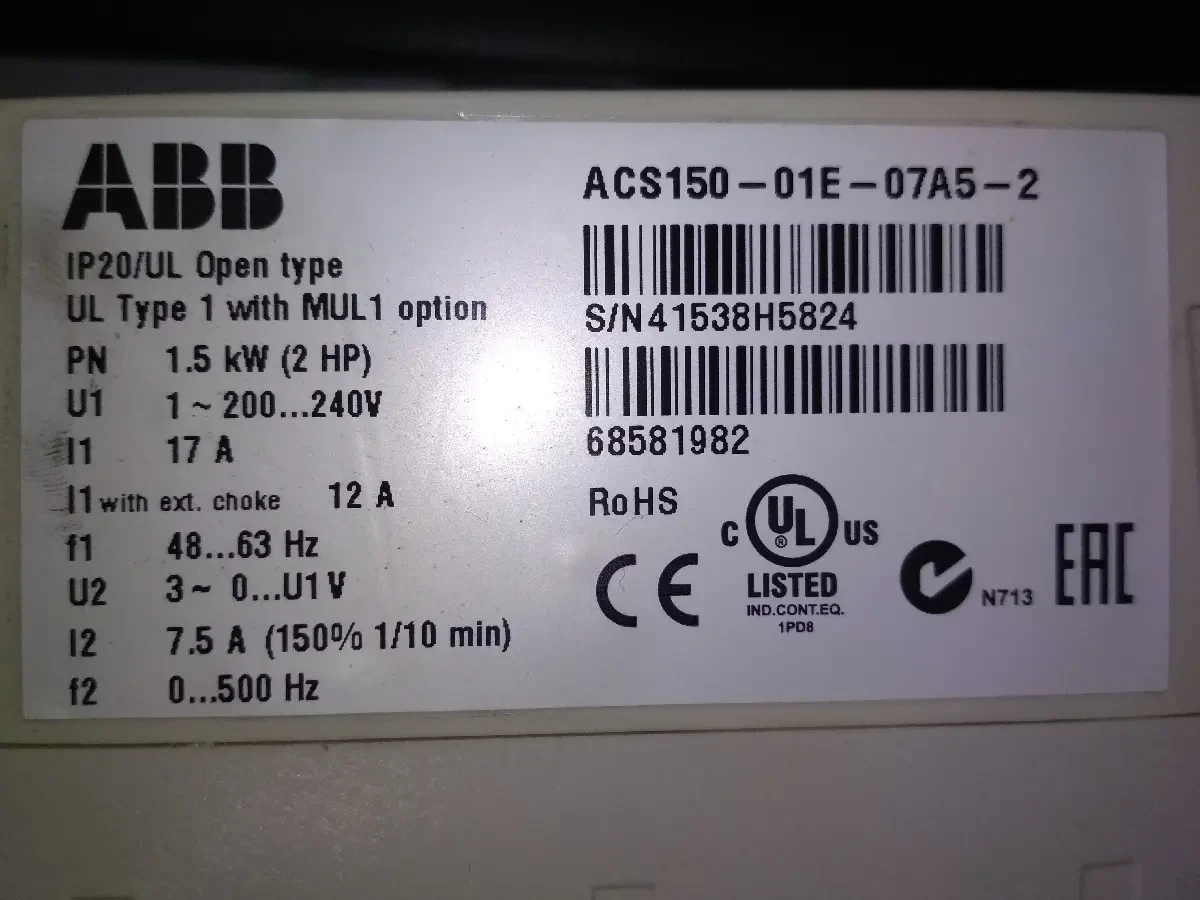 ABB
IP20/UL Open type
UL Type 1 with MUL1 option
PN 1.5 kW (2 HP)
U1 1 ~ 200...240V
I1 17 A
I1 with ext. choke 12 A
f1 48...63 Hz
U2 3 ~ 0...U1 V
I2 7.5 A (150% 1/10 min)
f2 0...500 Hz
ACS150 – 01E – 07A5 – 2
S/N 41538H5824
68581982
RoHS
CE
C UL ® US
LISTED
IND.CONT.EQ.
1PD8
N713
EAC